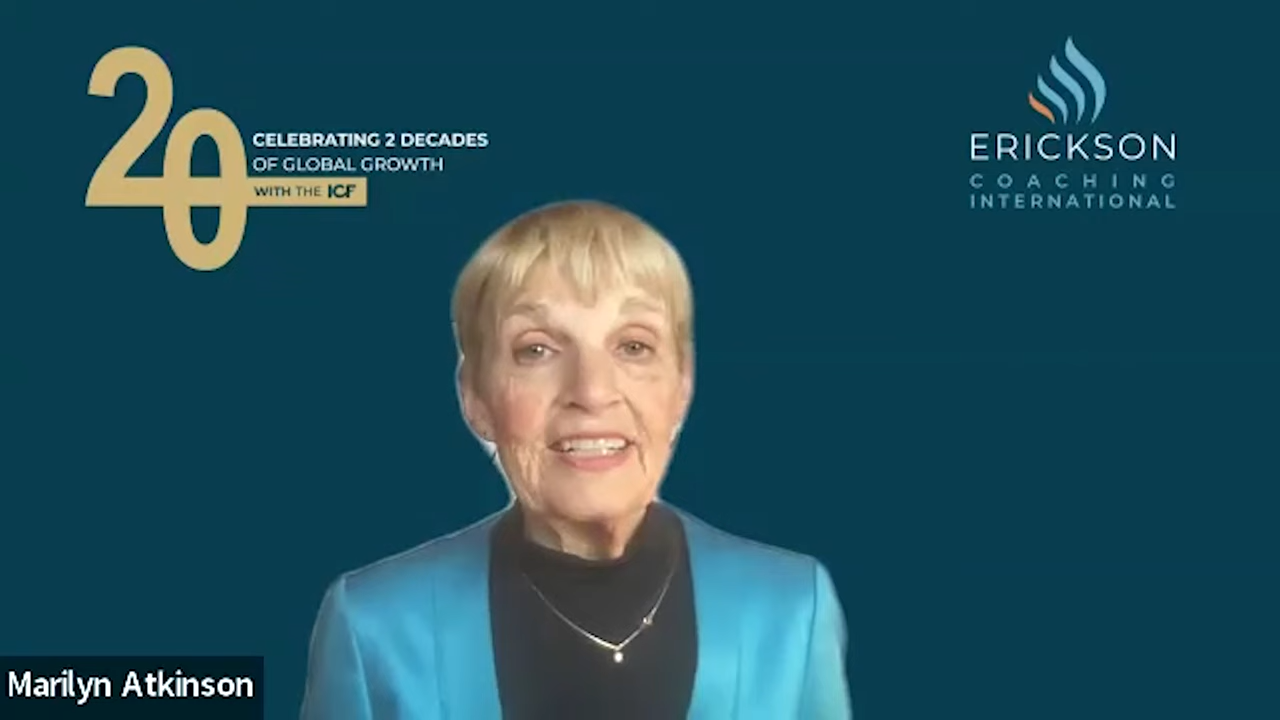 20
CELEBRATING 2 DECADES
OF GLOBAL GROWTH
WITH THE ICF
ERICKSON
COACHING
INTERNATIONAL
Marilyn Atkinson